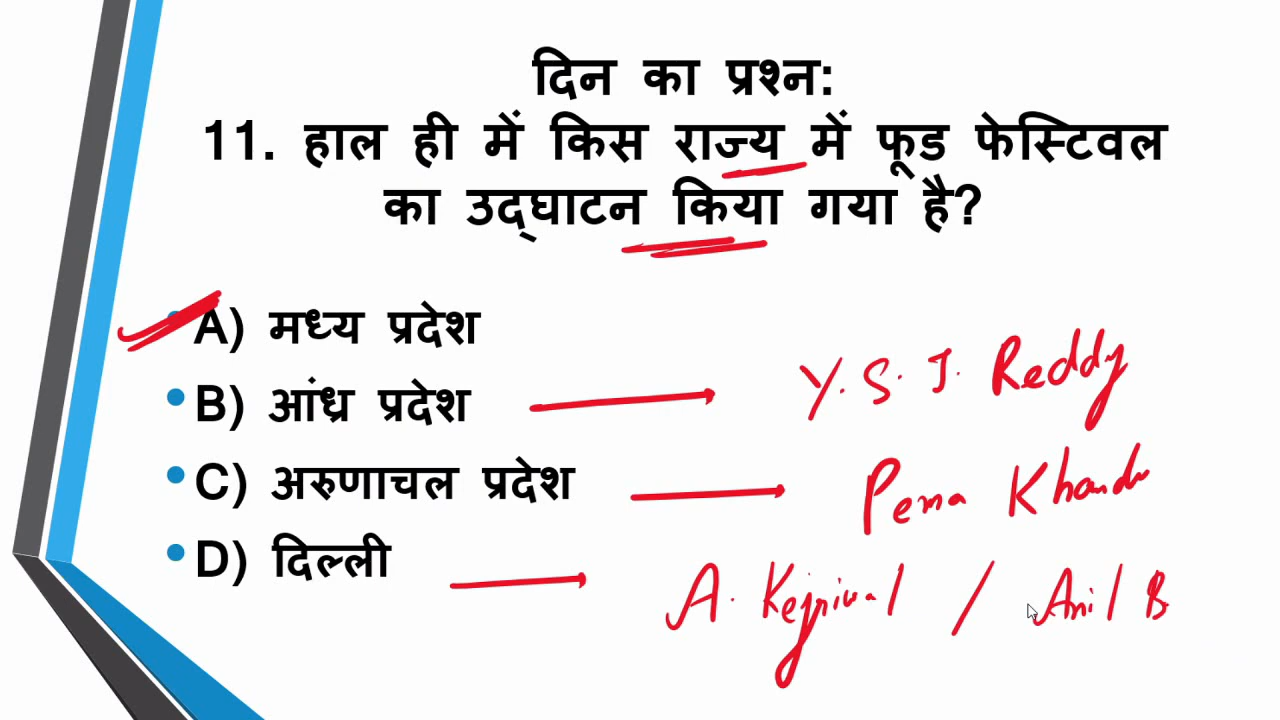 दिन का प्रश्न:
11. हाल ही में किस राज्य में फूड फेस्टिवल
का उद्घाटन किया गया है?
A) मध्य प्रदेश
B) आंध्र प्रदेश Y. S. J. Reddy
C) अरुणाचल प्रदेश Pema Khandu
D) दिल्ली A. Kejriwal / Anil B